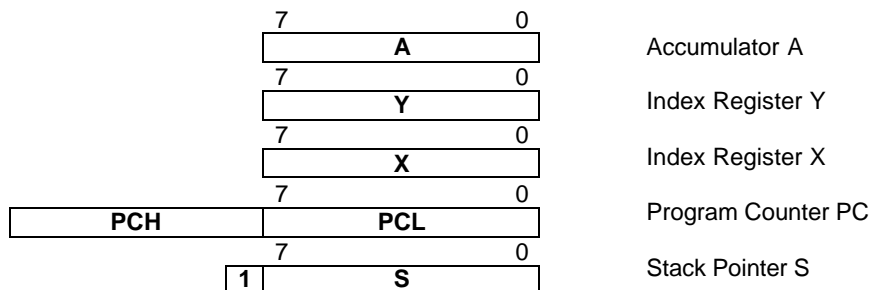 7 0
A Accumulator A
7 0
Y Index Register Y
7 0
X Index Register X
7 0
PCH PCL Program Counter PC
7 0
1 S Stack Pointer S